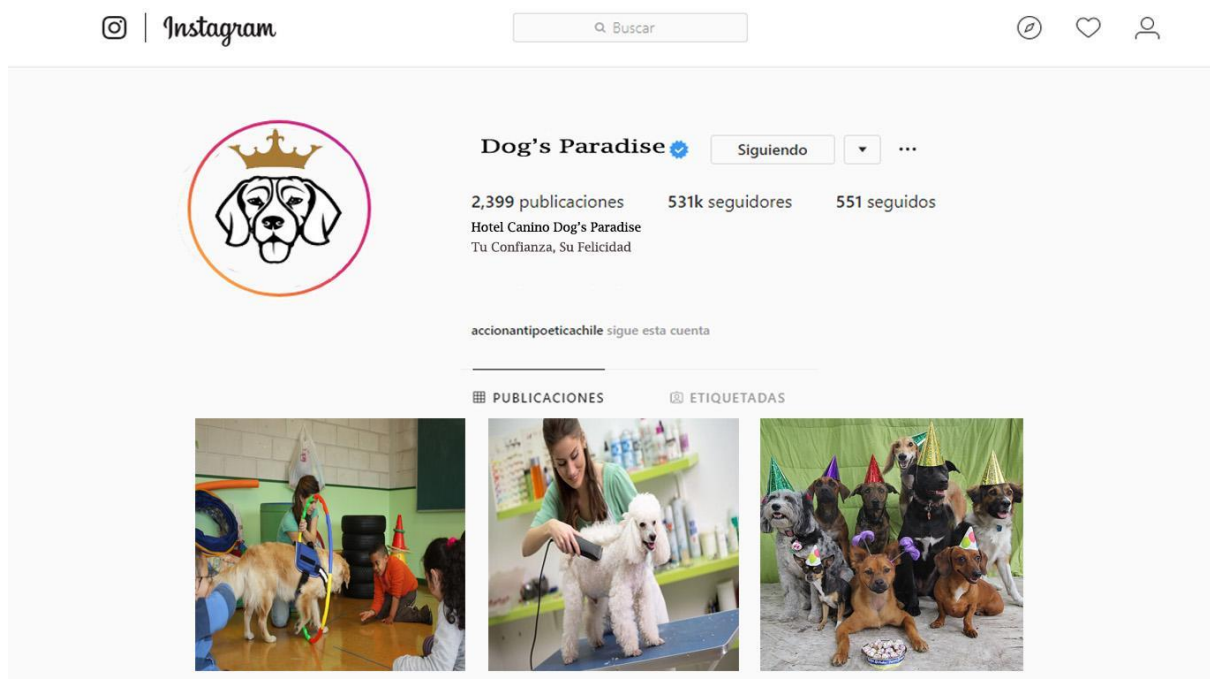 Instagram
Buscar
Dog's Paradise
Siguiendo
2,399 publicaciones 531k seguidores 551 seguidos
Hotel Canino Dog's Paradise
Tu Confianza, Su Felicidad
accionantipoeticachile sigue esta cuenta
PUBLICACIONES ETIQUETADAS